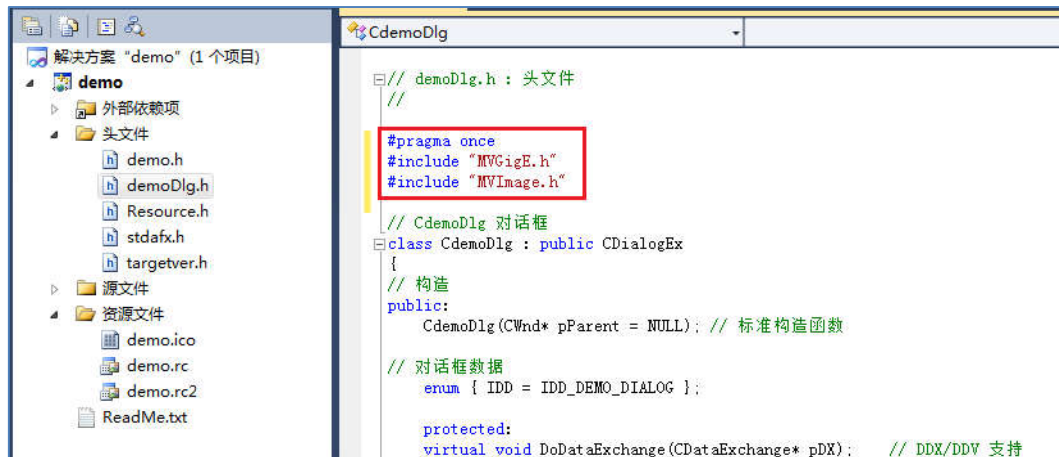 解决方案 "demo" (1 个项目)
demo
外部依赖项
头文件
demo.h
demoDlg.h
Resource.h
stdafx.h
targetver.h
源文件
资源文件
demo.ico
demo.rc
demo.rc2
ReadMe.txt
CdemoDlg
// demoDlg.h : 头文件
//
#pragma once
#include "MVGigE.h"
#include "MVImage.h"
// CdemoDlg 对话框
class CdemoDlg : public CDialogEx
{
// 构造
public:
CdemoDlg(CWnd* pParent = NULL); // 标准构造函数
// 对话框数据
enum { IDD = IDD_DEMO_DIALOG };
protected:
virtual void DoDataExchange(CDataExchange* pDX); // DDX/DDV 支持